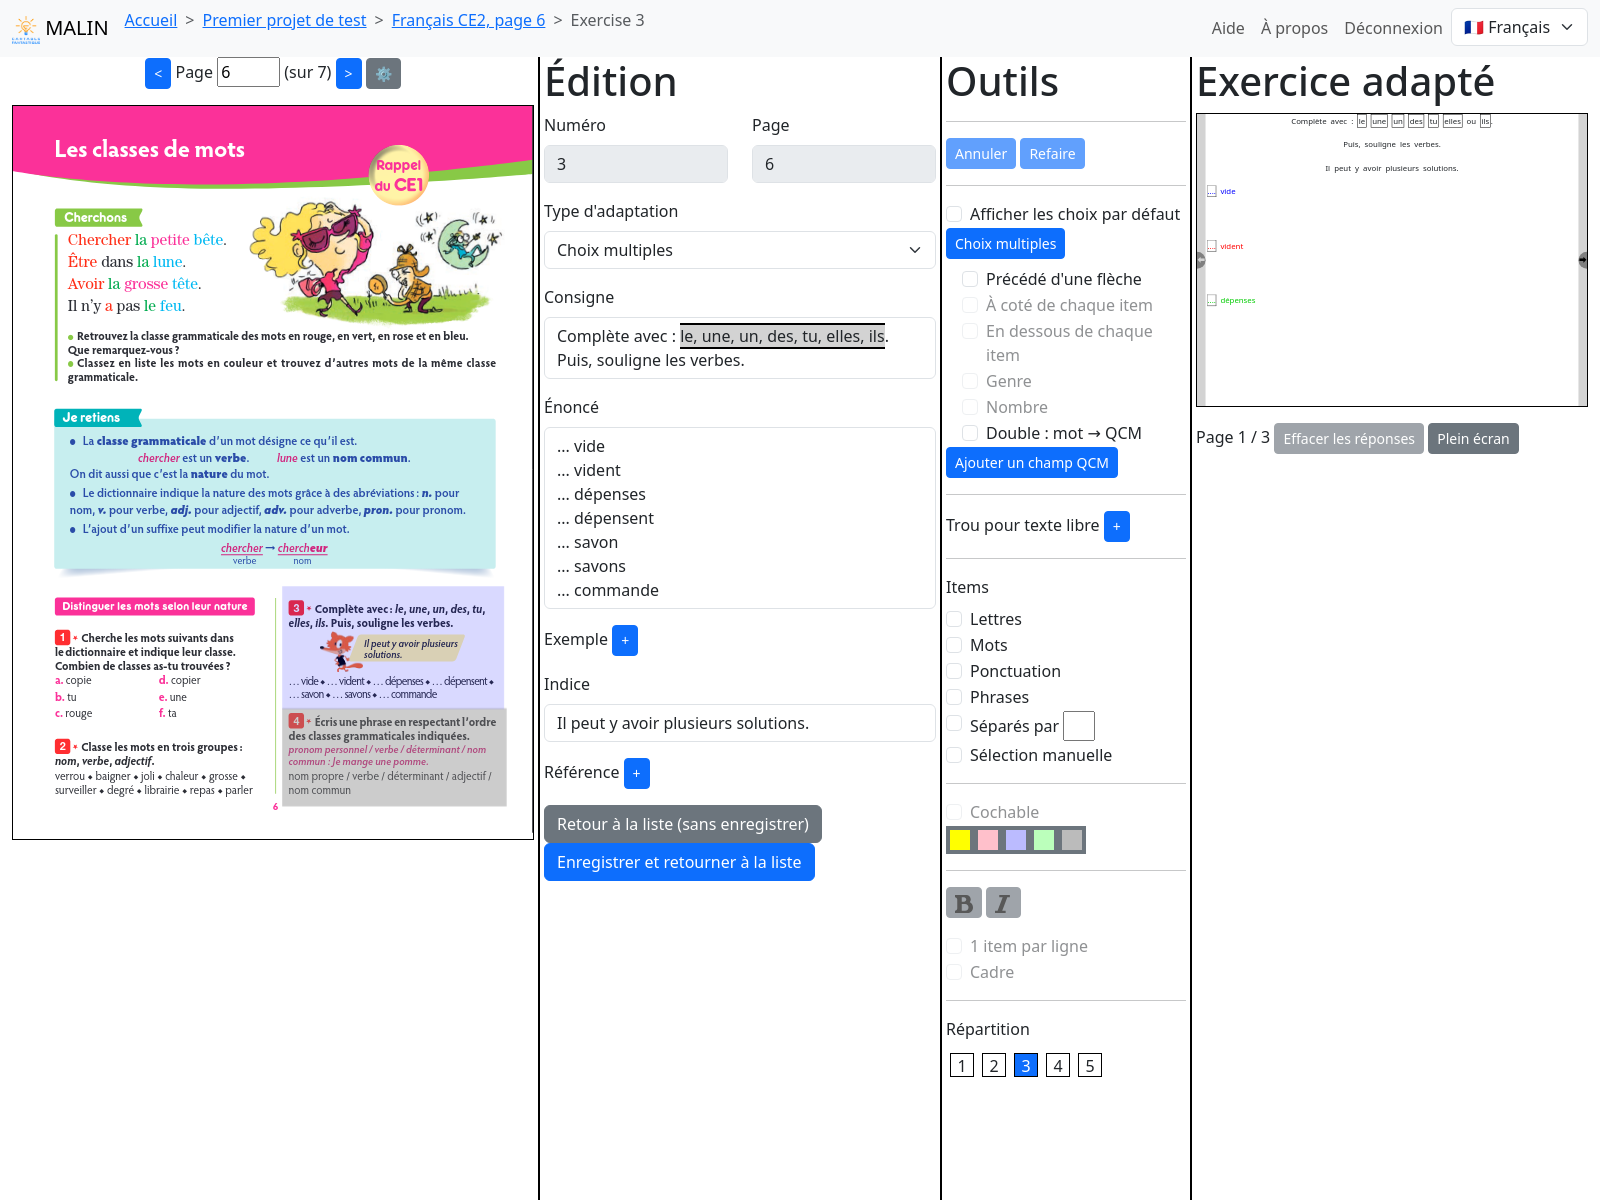 MALIN Accueil > Premier projet de test > Français CE2, page 6 > Exercise 3 Aide À propos Déconnexion Français
< Page 6 (sur 7) >
Les classes de mots
Rappel
du CE1
Cherchons
Chercher la petite bête.
Être dans la lune.
Avoir la grosse tête.
Il n'y a pas le feu.
• Retrouvez la classe grammaticale des mots en rouge, en vert, en rose et en bleu.
Que remarquez-vous ?
• Classez en liste les mots en couleur et trouvez d'autres mots de la même classe
grammaticale.
Je retiens
• La classe grammaticale d'un mot désigne ce qu'il est.
chercher est un verbe. lune est un nom commun.
On dit aussi que c'est la nature du mot.
• Le dictionnaire indique la nature des mots grâce à des abréviations : n. pour
nom, v. pour verbe, adj. pour adjectif, adv. pour adverbe, pron. pour pronom.
• L'ajout d'un suffixe peut modifier la nature d'un mot.
chercher → chercheur
verbe nom
Distinguer les mots selon leur nature
1 * Cherche les mots suivants dans
le dictionnaire et indique leur classe.
Combien de classes as-tu trouvées ?
a. copie d. copier
b. tu e. une
c. rouge f. ta
2 * Classe les mots en trois groupes :
nom, verbe, adjectif.
verrou ⬥ baigner ⬥ joli ⬥ chaleur ⬥ grosse ⬥
surveiller ⬥ degré ⬥ librairie ⬥ repas ⬥ parler
3 * Complète avec : le, une, un, des, tu,
elles, ils. Puis, souligne les verbes.
Il peut y avoir plusieurs
solutions.
… vide ⬥ … vident ⬥ … dépenses ⬥ … dépensent ⬥
… savon ⬥ … savons ⬥ … commande
4 * Écris une phrase en respectant l'ordre
des classes grammaticales indiquées.
pronom personnel / verbe / déterminant / nom
commun : Je mange une pomme.
nom propre / verbe / déterminant / adjectif /
nom commun
6
Édition
Numéro Page
3 6
Type d'adaptation
Choix multiples
Consigne
Complète avec : le, une, un, des, tu, elles, ils.
Puis, souligne les verbes.
Énoncé
... vide
... vident
... dépenses
... dépensent
... savon
... savons
... commande
Exemple +
Indice
Il peut y avoir plusieurs solutions.
Référence +
Retour à la liste (sans enregistrer)
Enregistrer et retourner à la liste
Outils
Annuler Refaire
Afficher les choix par défaut
Choix multiples
Précédé d'une flèche
À coté de chaque item
En dessous de chaque
item
Genre
Nombre
Double : mot → QCM
Ajouter un champ QCM
Trou pour texte libre +
Items
Lettres
Mots
Ponctuation
Phrases
Séparés par
Sélection manuelle
Cochable
B I
1 item par ligne
Cadre
Répartition
1 2 3 4 5
Exercice adapté
Complète avec : le une un des tu elles ou ils.
Puis, souligne les verbes.
Il peut y avoir plusieurs solutions.
.... vide
.... vident
.... dépenses
Page 1 / 3 Effacer les réponses Plein écran